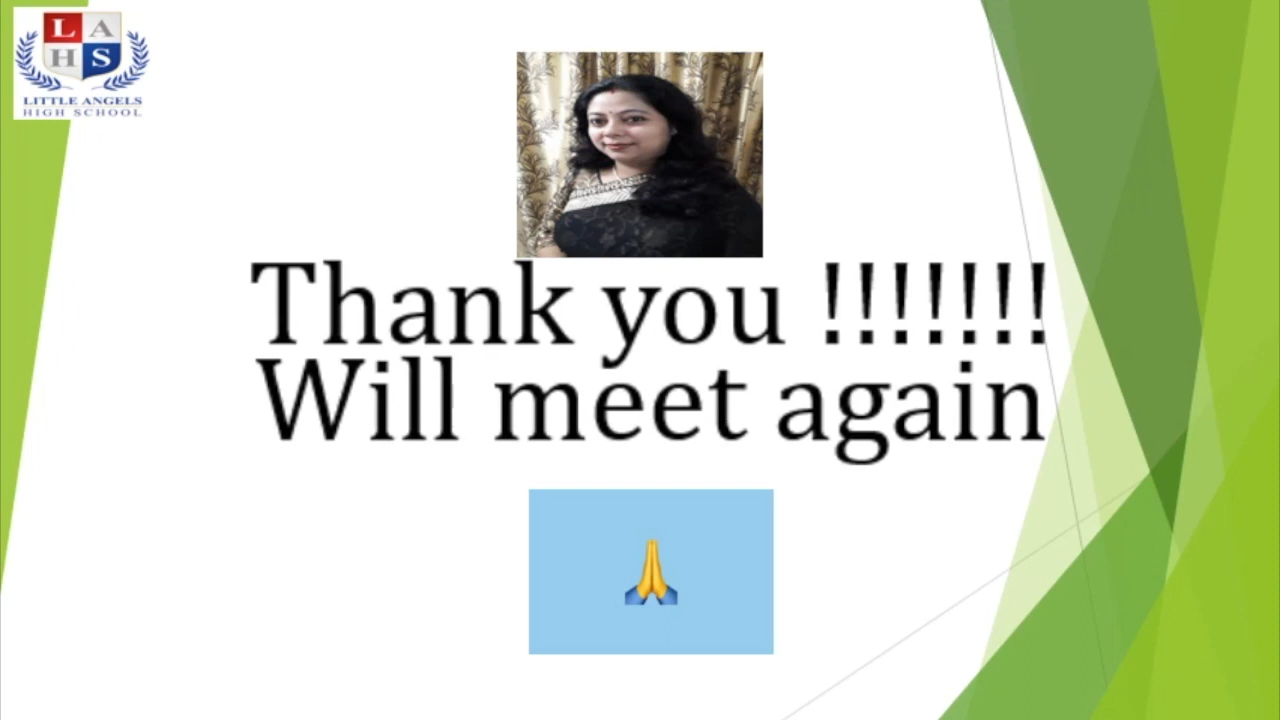 L A
H S
LITTLE ANGELS
HIGH SCHOOL
Thank you !!!!!!!
Will meet again